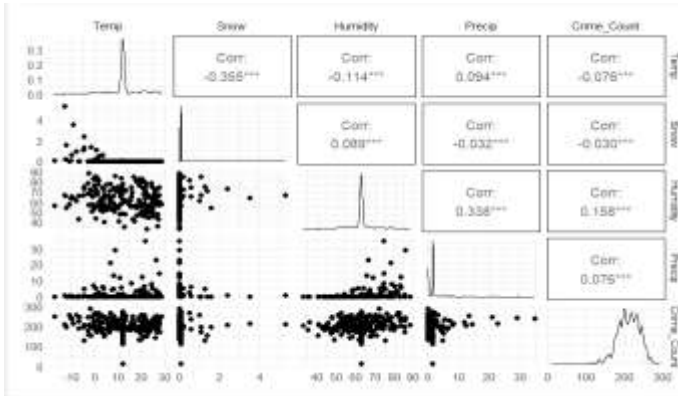 Temp Snow Humidity Precip Crime_Count
Corr: Corr: Corr: Corr:
-0.355*** -0.114*** 0.094*** -0.076***
Temp
0.3
0.2
0.1
0.0
Corr: Corr: Corr:
-0.032*** -0.030***
Snow
4
2
0
Corr: Corr:
0.338*** 0.158***
Humidity
90
80
70
60
50
40
Corr:
0.075***
Precip
30
20
10
0
Crime_Count
300
200
100
0
-10 0 10 20 30 0 2 4 40 50 60 70 80 90 0 10 20 30 0 100 200 300